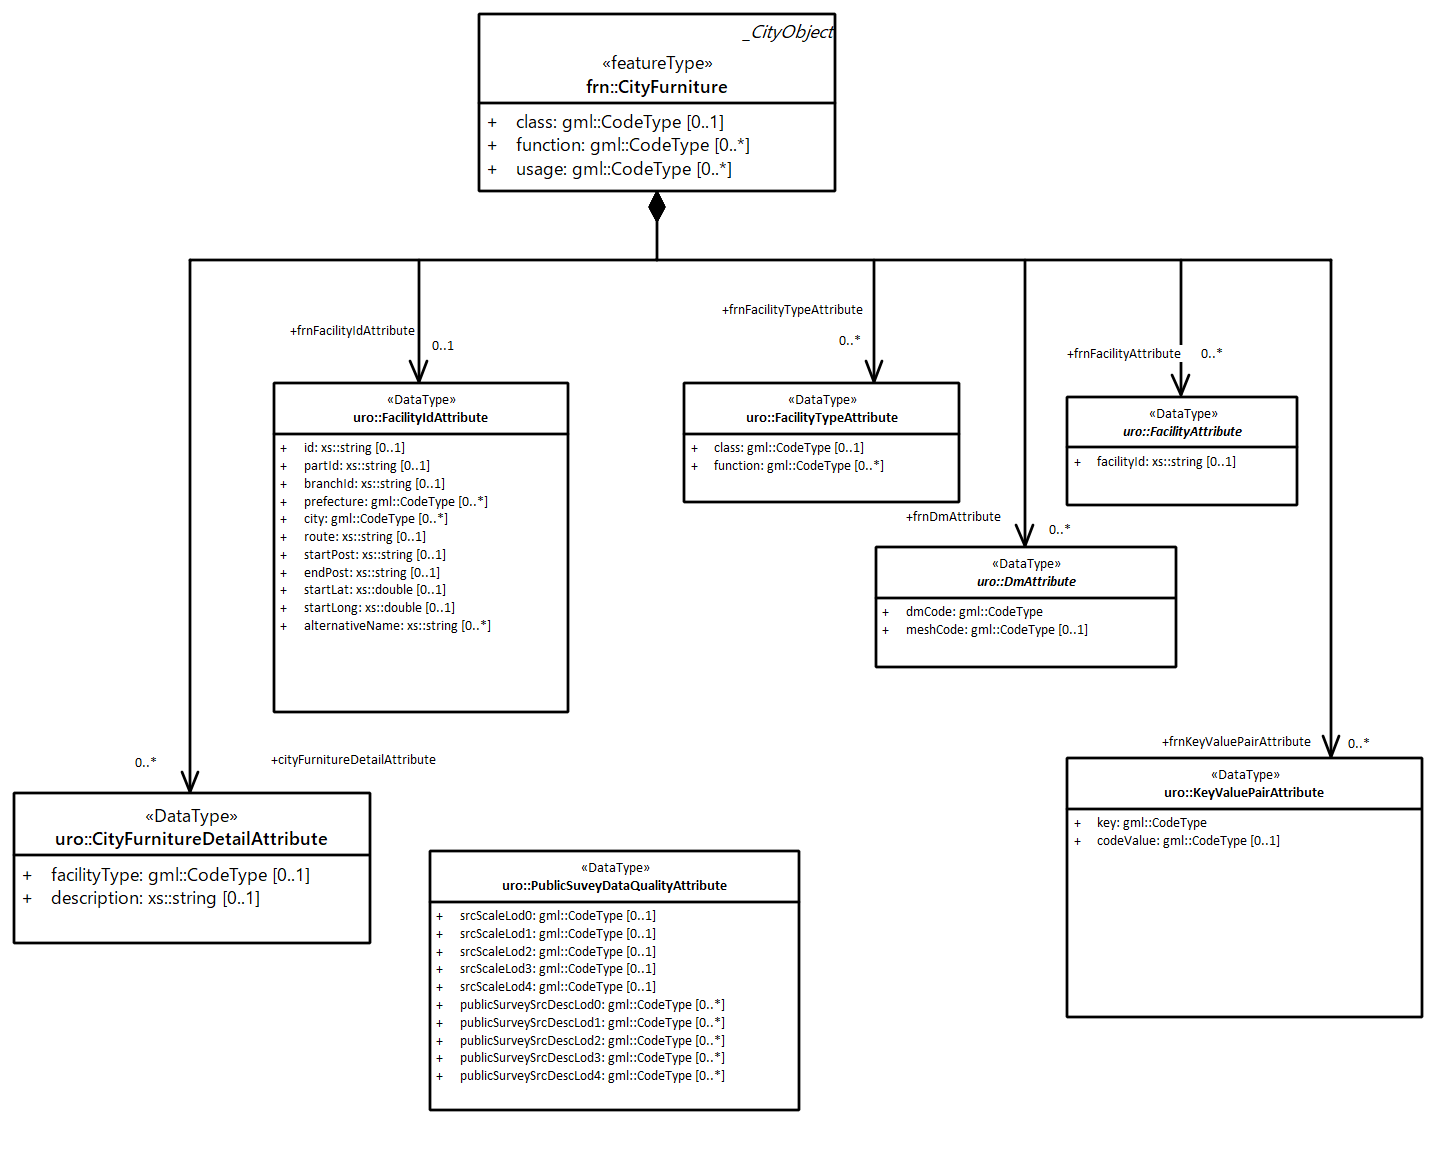 _CityObject
«featureType»
frn::CityFurniture
+ class: gml::CodeType [0..1]
+ function: gml::CodeType [0..*]
+ usage: gml::CodeType [0..*]
+frnFacilityIdAttribute
0..1
+frnFacilityTypeAttribute
0..*
+frnFacilityAttribute 0..*
«DataType»
uro::FacilityIdAttribute
+ id: xs::string [0..1]
+ partId: xs::string [0..1]
+ branchId: xs::string [0..1]
+ prefecture: gml::CodeType [0..*]
+ city: gml::CodeType [0..*]
+ route: xs::string [0..1]
+ startPost: xs::string [0..1]
+ endPost: xs::string [0..1]
+ startLat: xs::double [0..1]
+ startLong: xs::double [0..1]
+ alternativeName: xs::string [0..*]
«DataType»
uro::FacilityTypeAttribute
+ class: gml::CodeType [0..1]
+ function: gml::CodeType [0..*]
«DataType»
uro::FacilityAttribute
+ facilityId: xs::string [0..1]
+frnDmAttribute
0..*
«DataType»
uro::DmAttribute
+ dmCode: gml::CodeType
+ meshCode: gml::CodeType [0..1]
0..*
+cityFurnitureDetailAttribute
«DataType»
uro::CityFurnitureDetailAttribute
+ facilityType: gml::CodeType [0..1]
+ description: xs::string [0..1]
+frnKeyValuePairAttribute 0..*
«DataType»
uro::KeyValuePairAttribute
+ key: gml::CodeType
+ codeValue: gml::CodeType [0..1]
«DataType»
uro::PublicSuveyDataQualityAttribute
+ srcScaleLod0: gml::CodeType [0..1]
+ srcScaleLod1: gml::CodeType [0..1]
+ srcScaleLod2: gml::CodeType [0..1]
+ srcScaleLod3: gml::CodeType [0..1]
+ srcScaleLod4: gml::CodeType [0..1]
+ publicSurveySrcDescLod0: gml::CodeType [0..*]
+ publicSurveySrcDescLod1: gml::CodeType [0..*]
+ publicSurveySrcDescLod2: gml::CodeType [0..*]
+ publicSurveySrcDescLod3: gml::CodeType [0..*]
+ publicSurveySrcDescLod4: gml::CodeType [0..*]